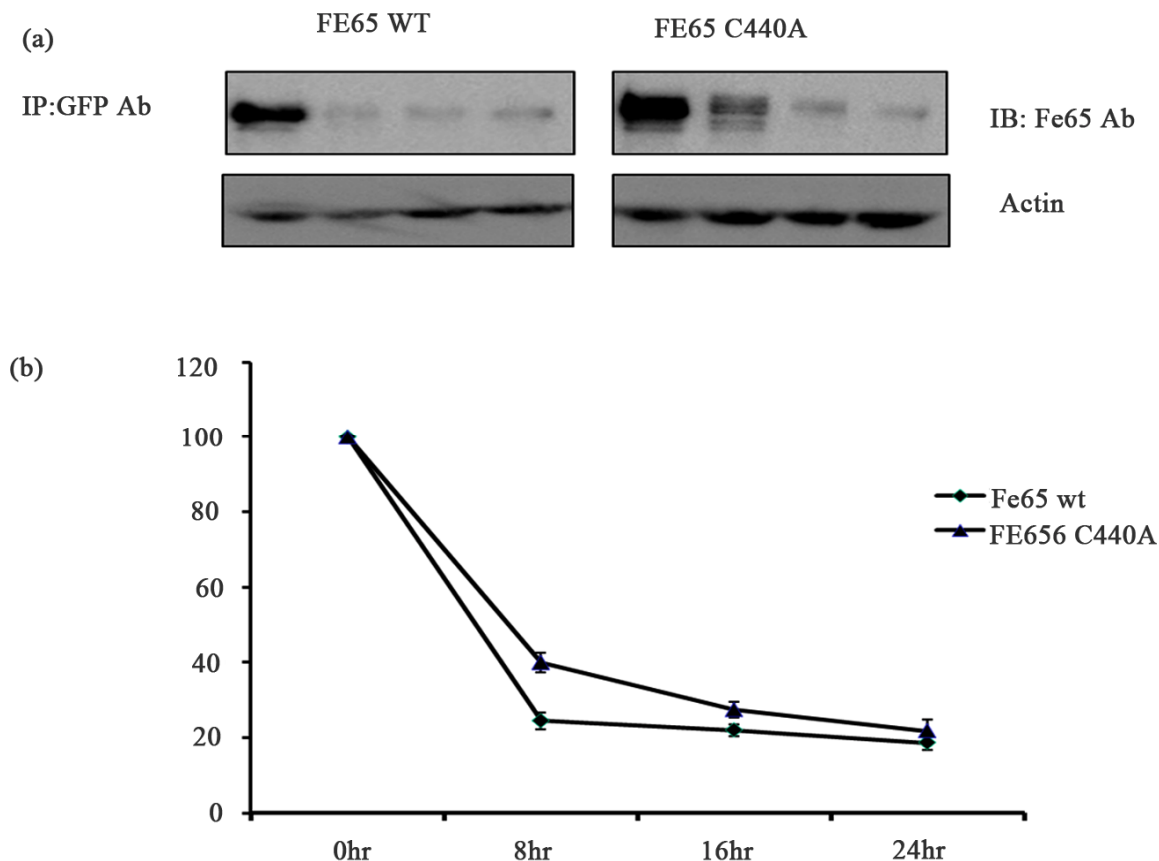 (a)
FE65 WT
FE65 C440A
IP:GFP Ab
IB: Fe65 Ab
Actin
(b)
120
100
80
60
40
20
0
0hr
8hr
16hr
24hr
Fe65 wt
FE656 C440A